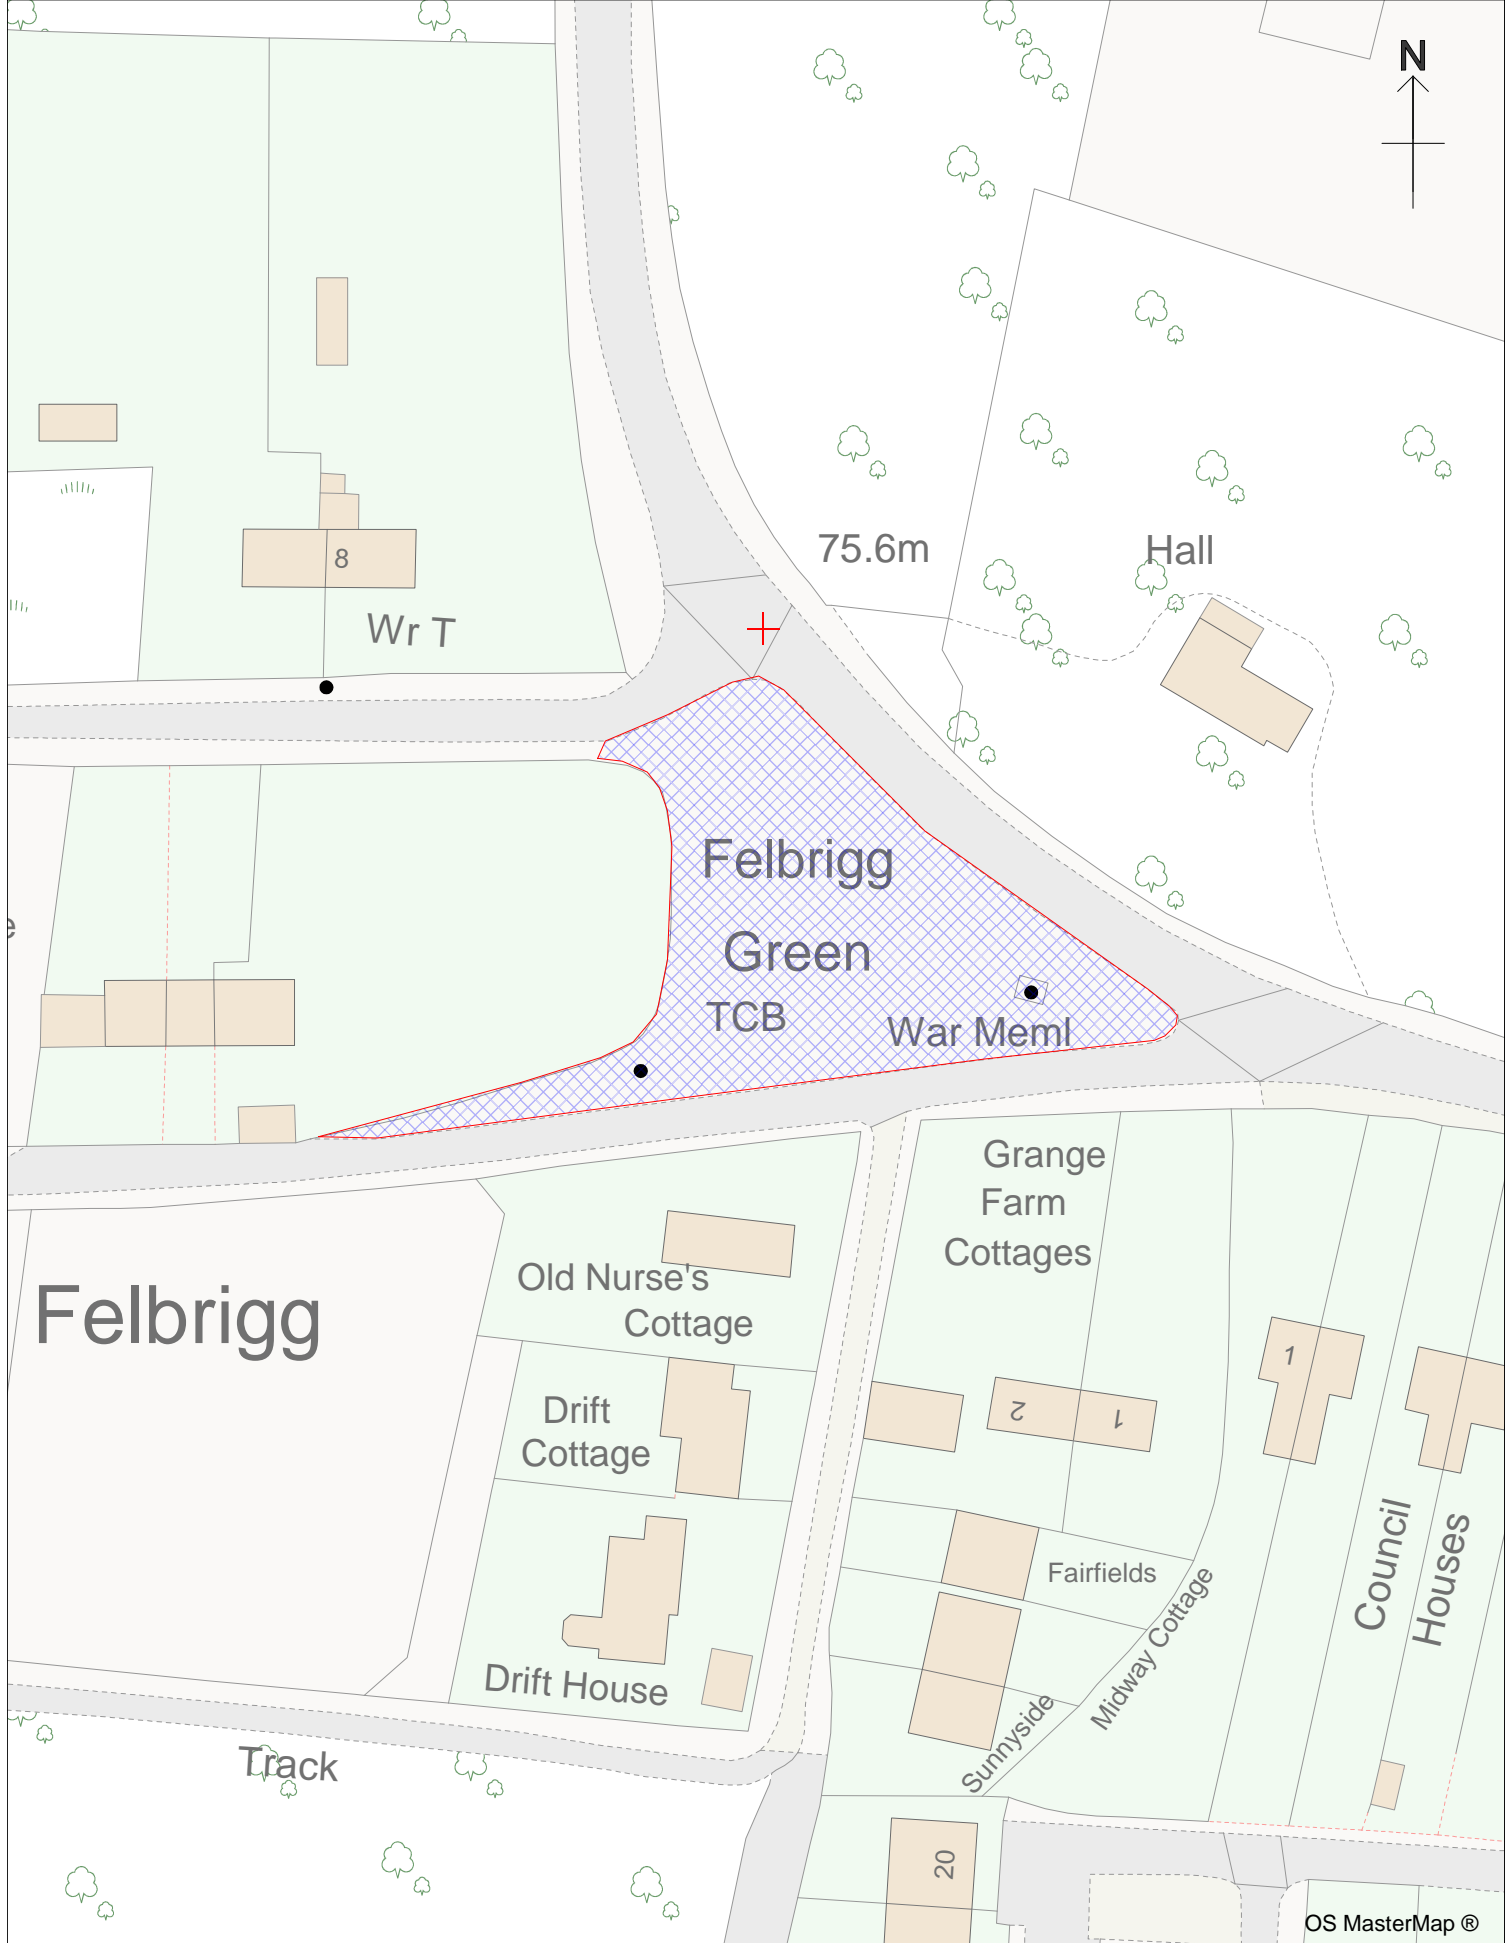 N
75.6m
Hall
8
Wr T
Felbrigg
Green
TCB
War Meml
Grange
Farm
Cottages
Old Nurse's
Cottage
Felbrigg
1
Drift
Cottage
2
1
Council
Houses
Fairfields
Midway Cottage
Drift House
Sunnyside
Track
20
OS MasterMap ®